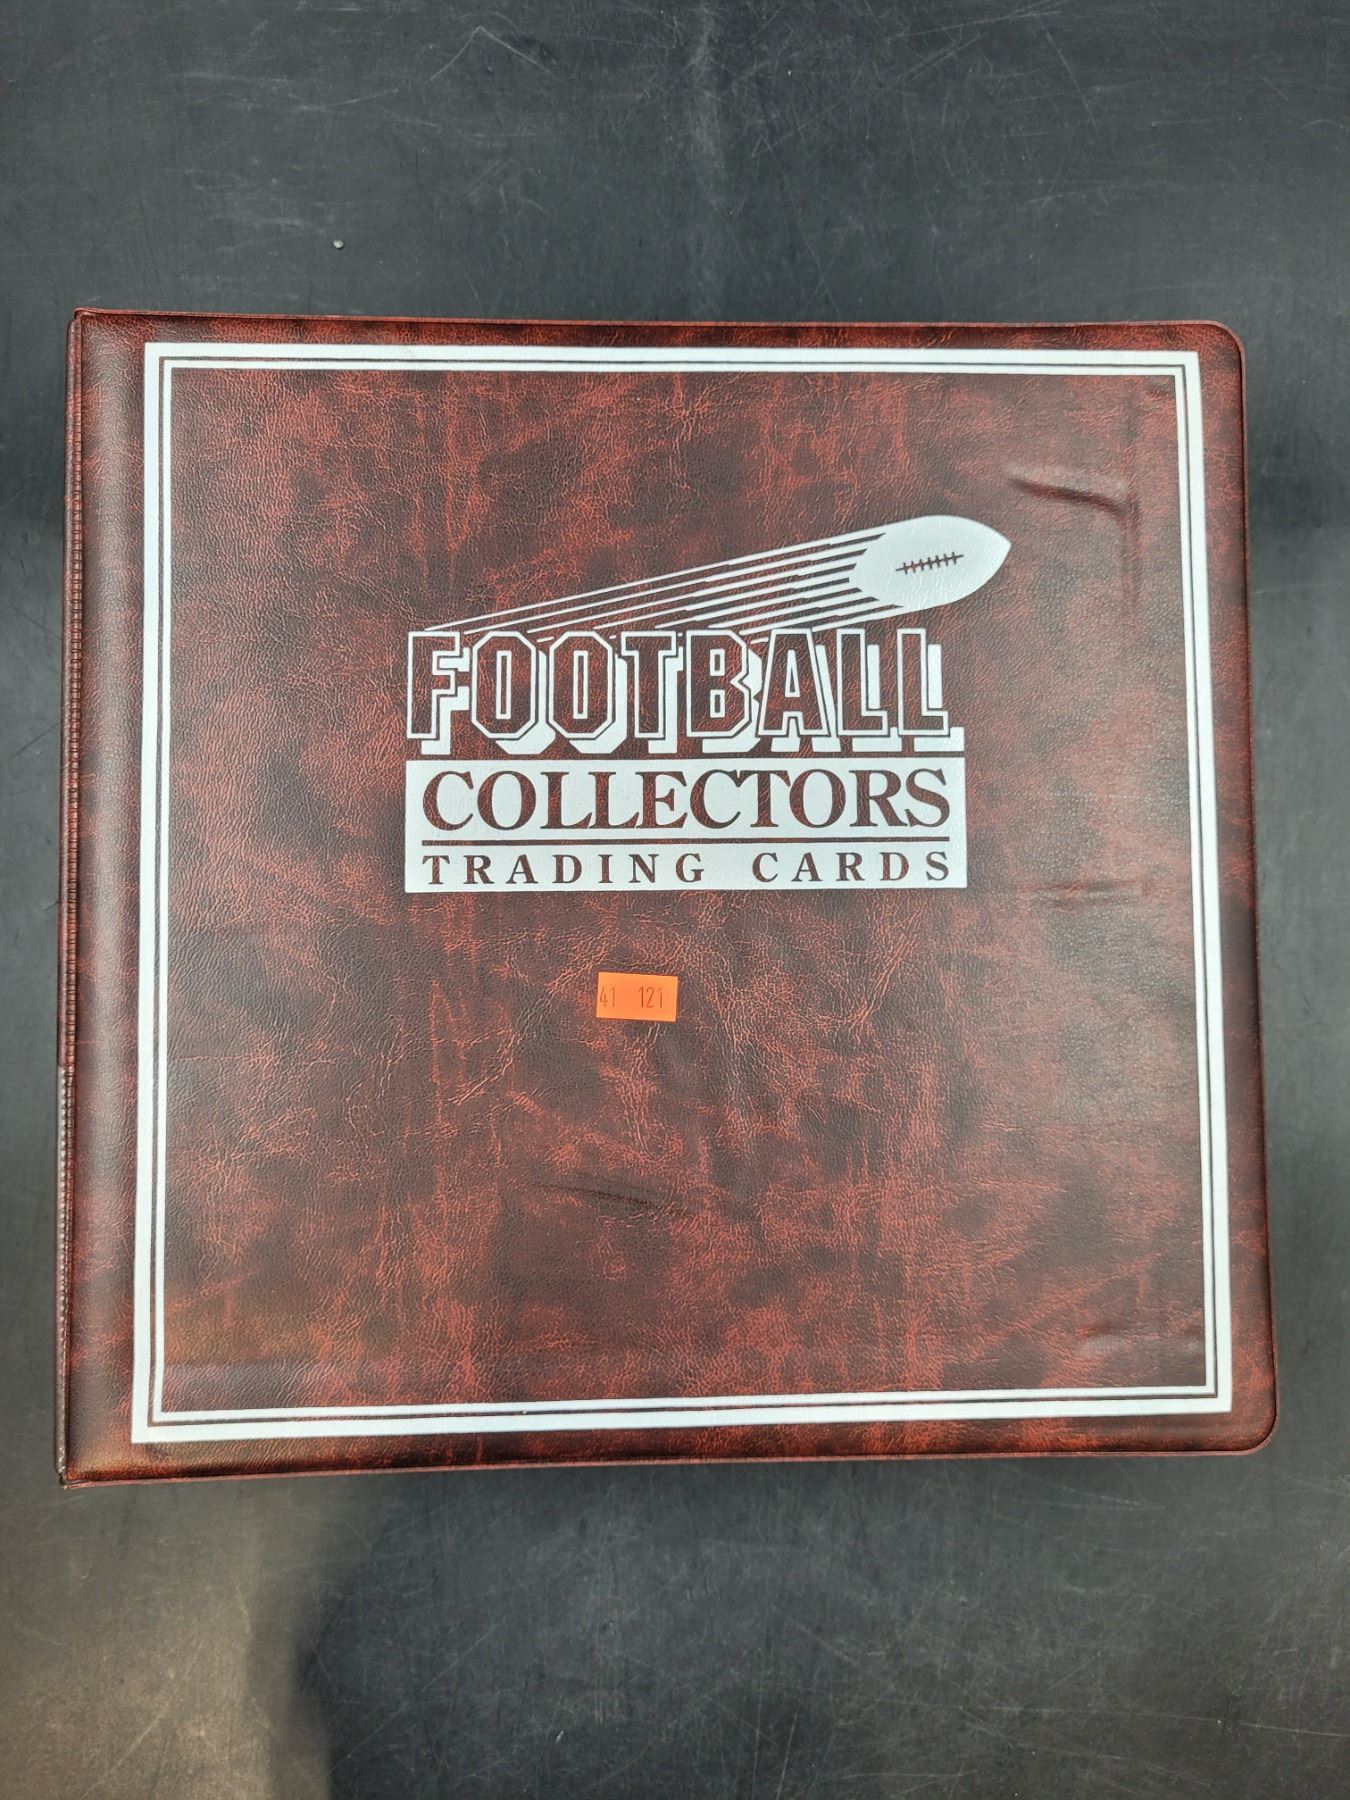 FOOTBALL
COLLECTORS
TRADING CARDS
41 121